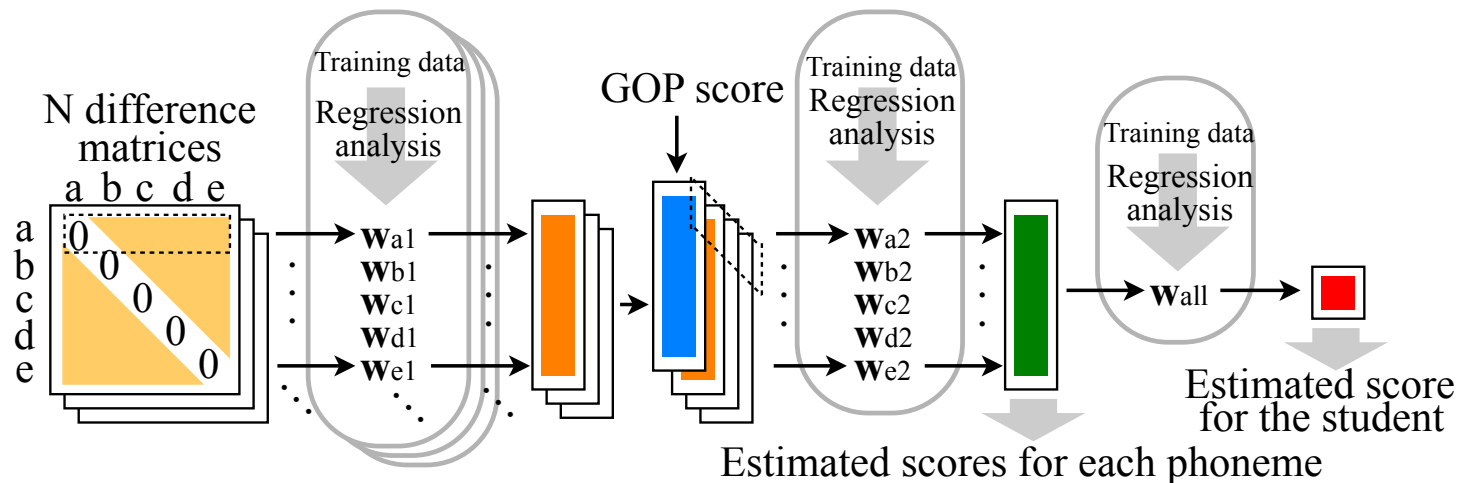 N difference
matrices
a b c d e
a
b
c
d
e
0
0
0
0
0
Training data
Regression
analysis
wa1
wb1
wc1
wd1
we1
GOP score
Training data
Regression
analysis
wa2
wb2
wc2
wd2
we2
Estimated scores for each phoneme
Training data
Regression
analysis
wall
Estimated score
for the student